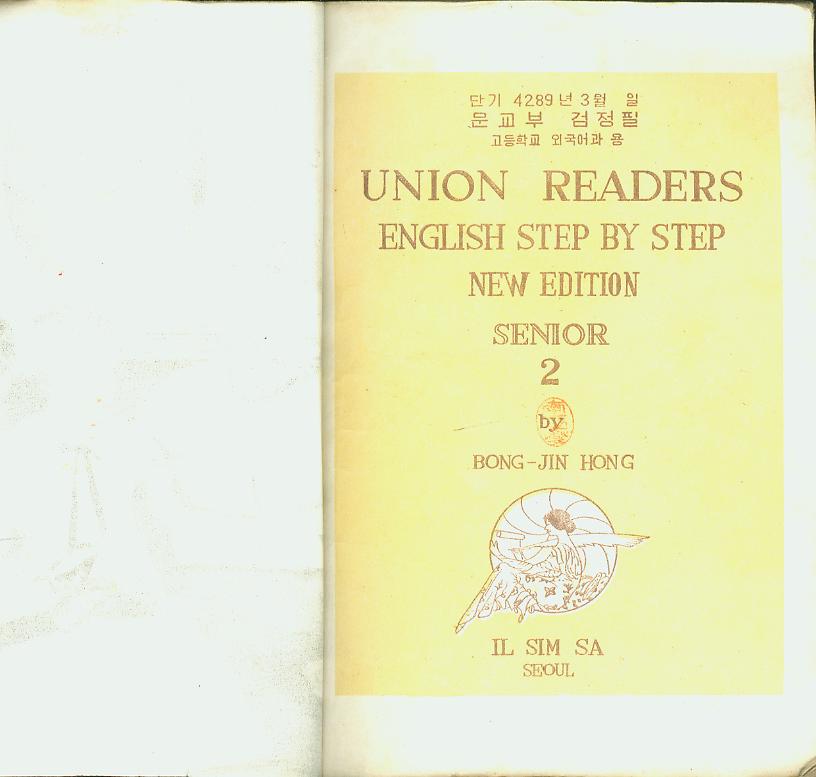 단기 4289년 3월 일
문교부 검정필
고등학교 외국어과 용
UNION READERS
ENGLISH STEP BY STEP
NEW EDITION
SENIOR
2
by
BONG-JIN HONG
IL SIM SA
SEOUL